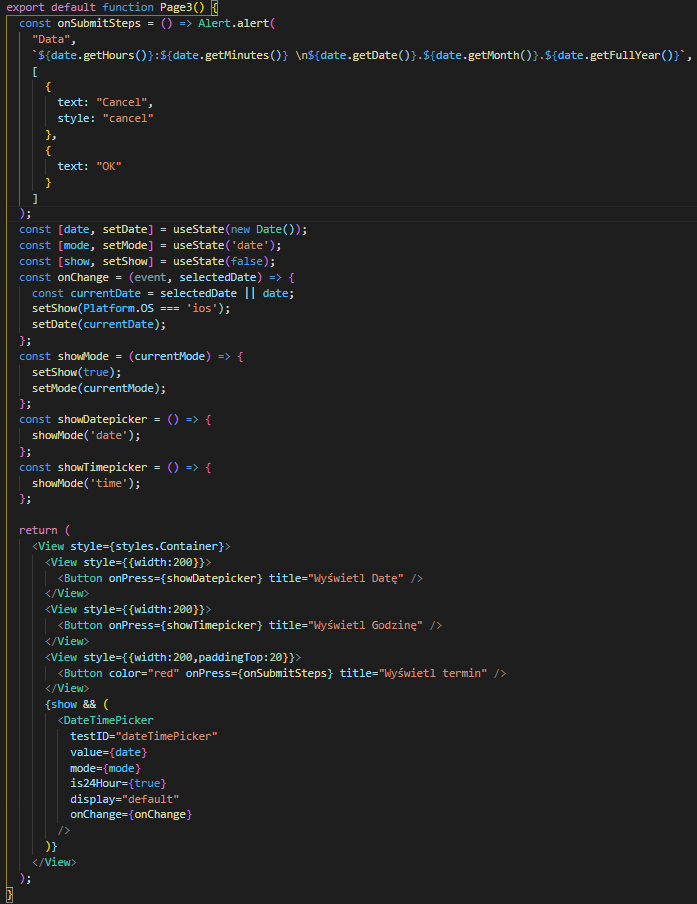 export default function Page3() {
  const onSubmitSteps = () => Alert.alert(
    "Data",
    `${date.getHours()}:${date.getMinutes()} \n${date.getDate()}.${date.getMonth()}.${date.getFullYear()}`,
    [
      {
        text: "Cancel",
        style: "cancel"
      },
      {
        text: "OK"
      }
    ]
  );
  const [date, setDate] = useState(new Date());
  const [mode, setMode] = useState('date');
  const [show, setShow] = useState(false);
  const onChange = (event, selectedDate) => {
    const currentDate = selectedDate || date;
    setShow(Platform.OS === 'ios');
    setDate(currentDate);
  };
  const showMode = (currentMode) => {
    setShow(true);
    setMode(currentMode);
  };
  const showDatepicker = () => {
    showMode('date');
  };
  const showTimepicker = () => {
    showMode('time');
  };

  return (
    <View style={styles.Container}>
      <View style={{width:200}}>
        <Button onPress={showDatepicker} title="Wyświetl Datę" />
      </View>
      <View style={{width:200}}>
        <Button onPress={showTimepicker} title="Wyświetl Godzinę" />
      </View>
      <View style={{width:200,paddingTop:20}}>
        <Button color="red" onPress={onSubmitSteps} title="Wyświetl termin" />
      </View>
      {show && (
        <DateTimePicker
          testID="dateTimePicker"
          value={date}
          mode={mode}
          is24Hour={true}
          display="default"
          onChange={onChange}
        />
      )}
    </View>
  );
}